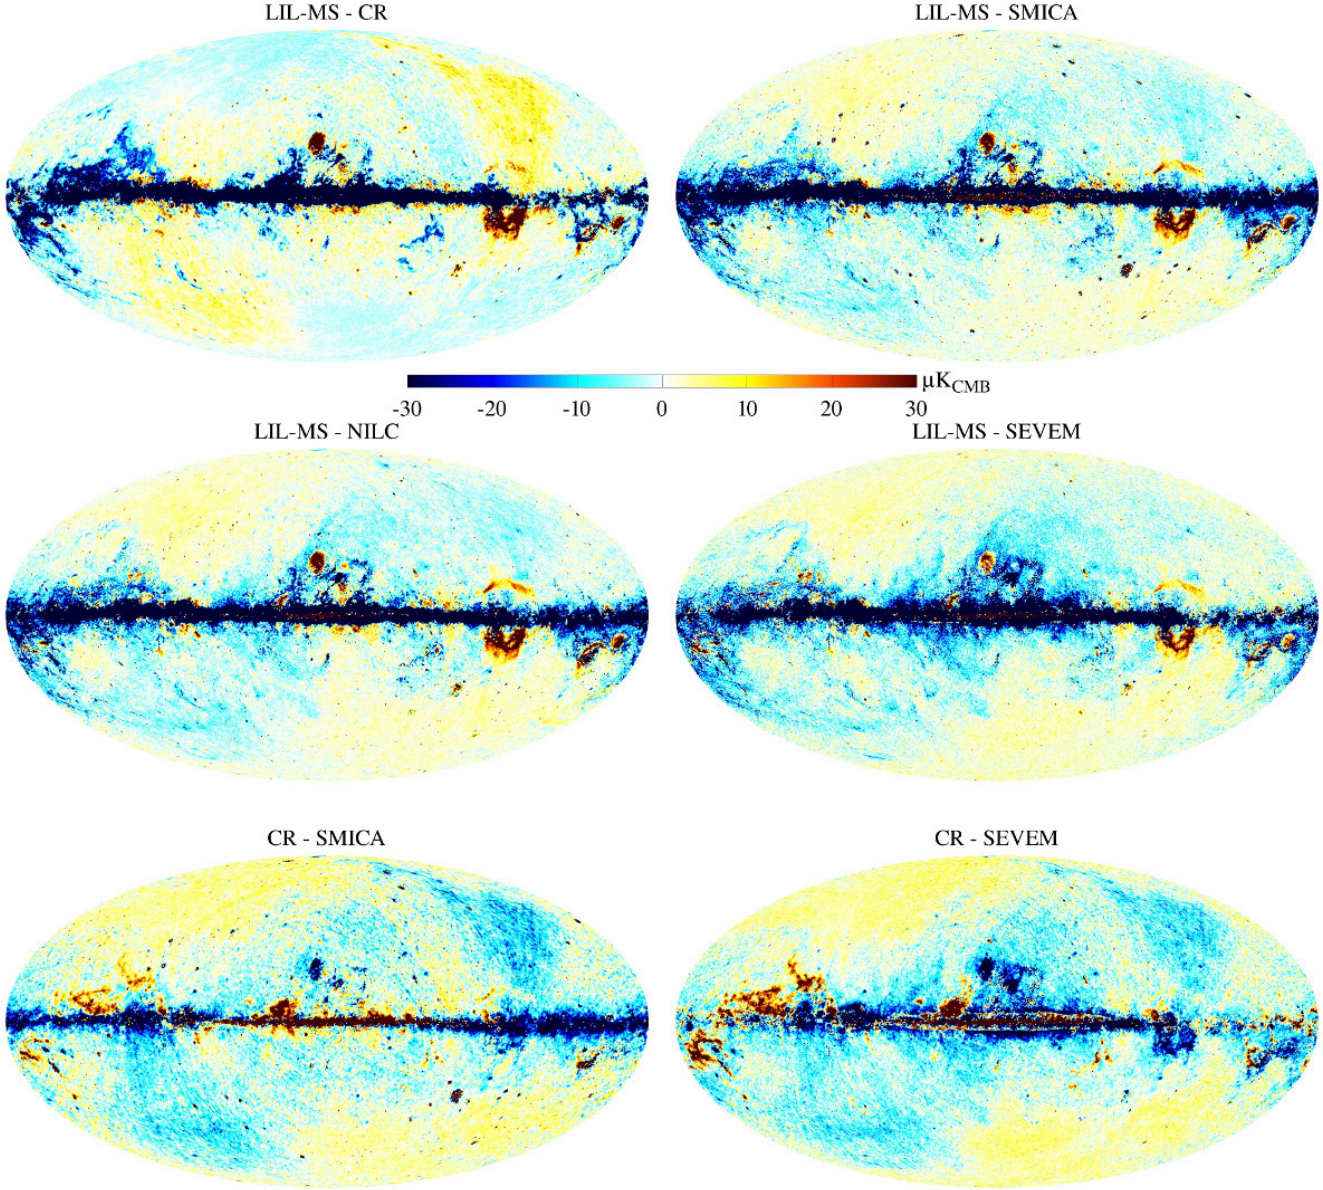 LIL-MS - CR
LIL-MS - SMICA
-30 -20 -10 0 10 20 30 μK_CMB
LIL-MS - NILC
LIL-MS - SEVEM
CR - SMICA
CR - SEVEM